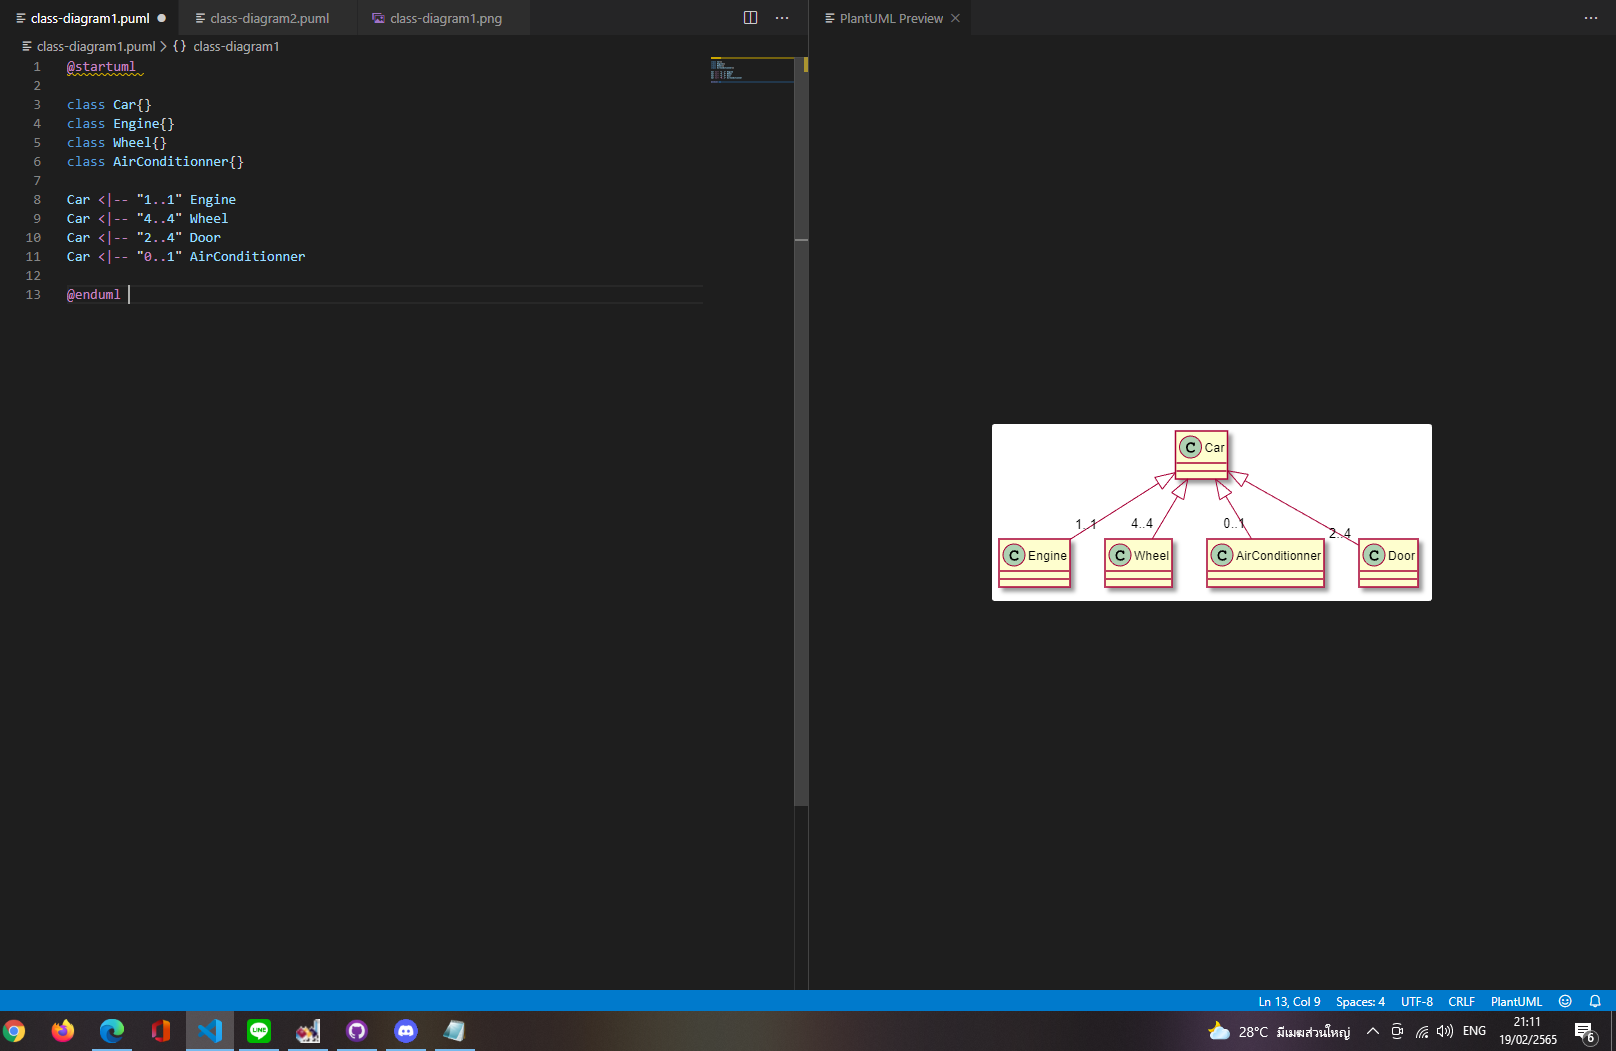 class-diagram1.puml
class-diagram2.puml
class-diagram1.png
PlantUML Preview
class-diagram1.puml > {} class-diagram1
1 @startuml
2
3 class Car{}
4 class Engine{}
5 class Wheel{}
6 class AirConditionner{}
7
8 Car <|-- "1..1" Engine
9 Car <|-- "4..4" Wheel
10 Car <|-- "2..4" Door
11 Car <|-- "0..1" AirConditionner
12
13 @enduml
C Car
1..1 4..4 0..1 2..4
C Engine
C Wheel
C AirConditionner
C Door
Ln 13, Col 9 Spaces: 4 UTF-8 CRLF PlantUML
LINE
28°C มีเมฆส่วนใหญ่ ENG
21:11
19/02/2565
6